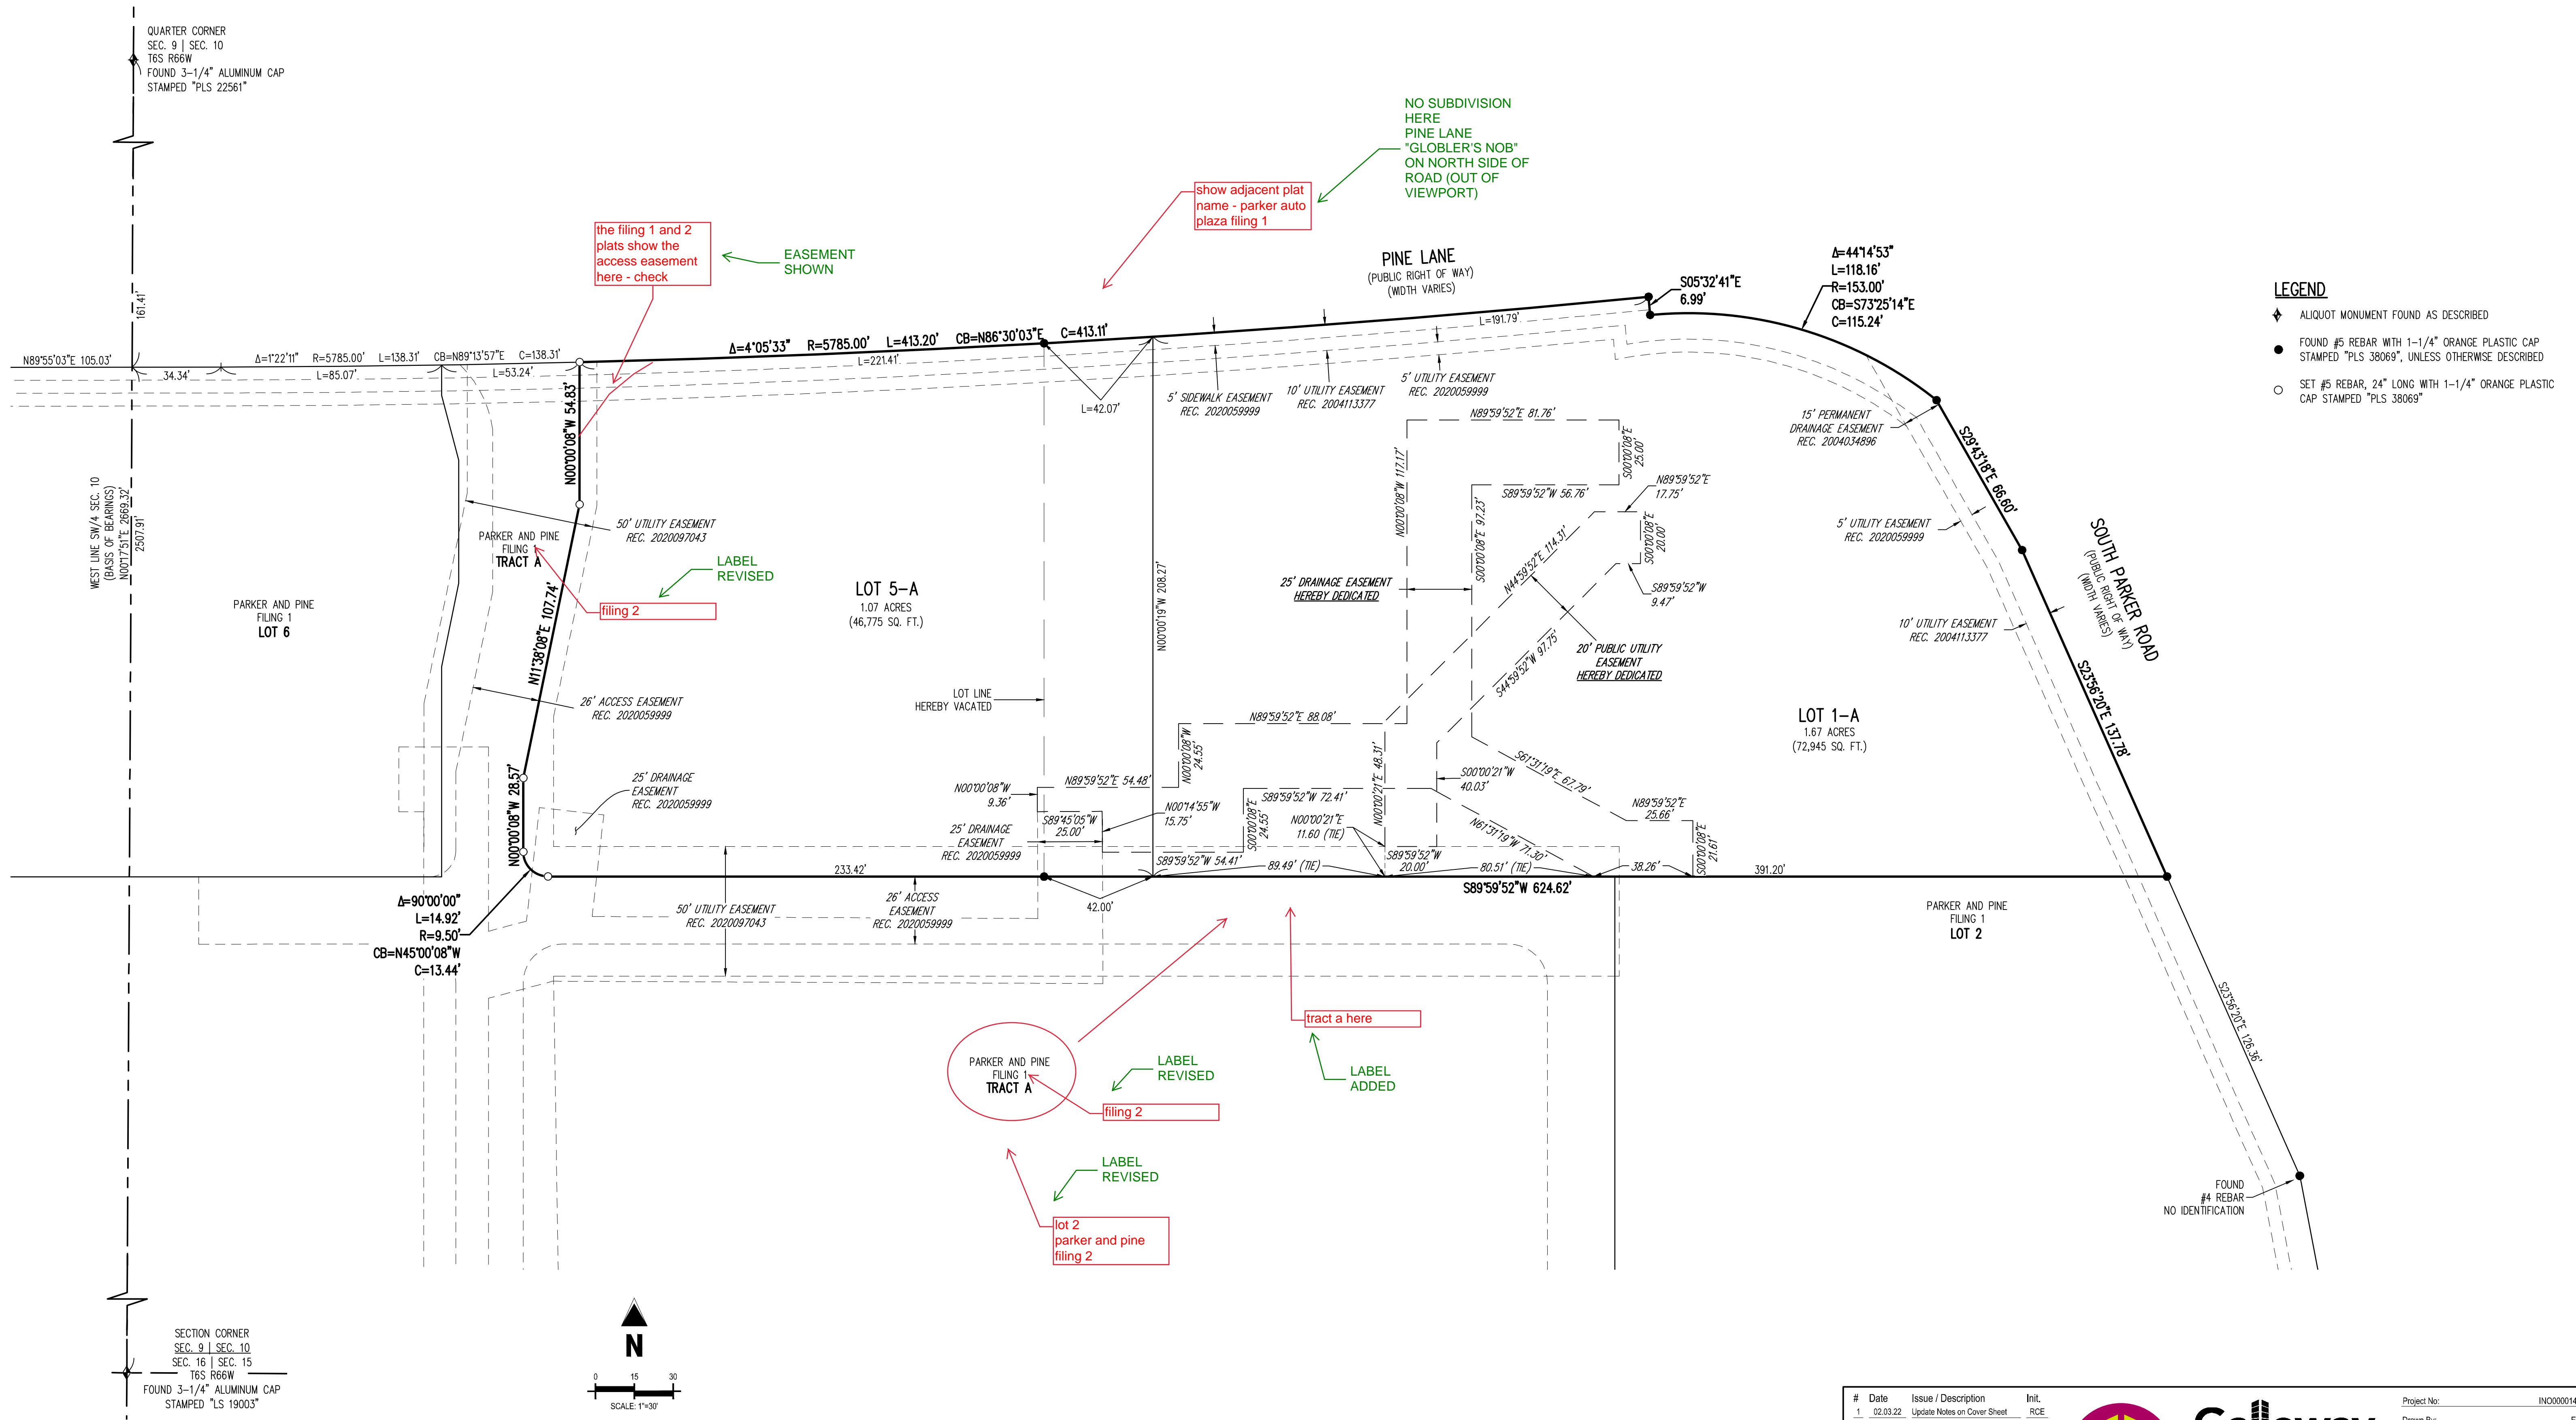 QUARTER CORNER
SEC. 9 | SEC. 10
T6S R66W
FOUND 3-1/4" ALUMINUM CAP
STAMPED "PLS 22561"
NO SUBDIVISION
HERE
PINE LANE
"GLOBLER'S NOB"
ON NORTH SIDE OF
ROAD (OUT OF
VIEWPORT)
show adjacent plat
name - parker auto
plaza filing 1
the filing 1 and 2
plats show the
access easement
here - check
EASEMENT
SHOWN
PINE LANE
(PUBLIC RIGHT OF WAY)
(WIDTH VARIES)
S05°32'41"E
6.99'
Δ=44°14'53"
L=118.16'
R=153.00'
CB=S73°25'14"E
C=115.24'
LEGEND
ALIQUOT MONUMENT FOUND AS DESCRIBED
FOUND #5 REBAR WITH 1-1/4" ORANGE PLASTIC CAP
STAMPED "PLS 38069", UNLESS OTHERWISE DESCRIBED
SET #5 REBAR, 24" LONG WITH 1-1/4" ORANGE PLASTIC
CAP STAMPED "PLS 38069"
161.41'
N89°55'03"E 105.03'
34.34'
Δ=1°22'11" R=5785.00' L=138.31' CB=N89°13'57"E C=138.31'
L=85.07'
L=53.24'
Δ=4°05'33" R=5785.00' L=413.20' CB=N86°30'03"E C=413.11'
L=221.41'
L=42.07'
L=191.79'
5' SIDEWALK EASEMENT
REC. 2020059999
10' UTILITY EASEMENT
REC. 2004113377
5' UTILITY EASEMENT
REC. 2020059999
15' PERMANENT
DRAINAGE EASEMENT
REC. 2004034896
S29°43'18"E 66.60'
5' UTILITY EASEMENT
REC. 2020059999
10' UTILITY EASEMENT
REC. 2004113377
SOUTH PARKER ROAD
(PUBLIC RIGHT OF WAY)
(WIDTH VARIES)
S23°56'20"E 137.78'
WEST LINE SW/4 SEC. 10
(BASIS OF BEARINGS)
N00°17'51"E 2669.32'
2507.91'
PARKER AND PINE
FILING 1
LOT 6
N00°00'08"W 54.83'
50' UTILITY EASEMENT
REC. 2020097043
PARKER AND PINE
FILING 1
TRACT A
LABEL
REVISED
filing 2
N11°38'08"E 107.74'
26' ACCESS EASEMENT
REC. 2020059999
N00°00'08"W 28.57'
25' DRAINAGE
EASEMENT
REC. 2020059999
LOT 5-A
1.07 ACRES
(46,775 SQ. FT.)
LOT LINE
HEREBY VACATED
N00°00'19"W 208.27'
N89°59'52"E 81.76'
S00°00'08"E
25.00'
N00°00'08"W 117.17'
S89°59'52"W 56.76'
S00°00'08"E 97.23'
N89°59'52"E
17.75'
S00°00'08"E
20.00'
N44°59'52"E 114.31'
S89°59'52"W
9.47'
25' DRAINAGE EASEMENT
HEREBY DEDICATED
S44°59'52"W 97.75'
20' PUBLIC UTILITY
EASEMENT
HEREBY DEDICATED
LOT 1-A
1.67 ACRES
(72,945 SQ. FT.)
N89°59'52"E 88.08'
N00°00'08"W
24.55'
N89°59'52"E 54.48'
N00°00'08"W
9.36'
S89°45'05"W
25.00'
N00°14'55"W
15.75'
25' DRAINAGE
EASEMENT
REC. 2020059999
S89°59'52"W 72.41'
S00°00'08"E
24.55'
N00°00'21"E 48.31'
S00°00'21"W
40.03'
N00°00'21"E
11.60 (TIE)
S61°31'19"E 67.79'
N61°31'19"W 71.30'
N89°59'52"E
25.66'
S00°00'08"E
21.61'
S89°59'52"W 54.41'
S89°59'52"W
20.00'
89.49' (TIE)
80.51' (TIE)
38.26'
391.20'
233.42'
42.00'
S89°59'52"W 624.62'
Δ=90°00'00"
L=14.92'
R=9.50'
CB=N45°00'08"W
C=13.44'
50' UTILITY EASEMENT
REC. 2020097043
26' ACCESS
EASEMENT
REC. 2020059999
PARKER AND PINE
FILING 1
LOT 2
tract a here
LABEL
ADDED
PARKER AND PINE
FILING 1
TRACT A
LABEL
REVISED
filing 2
LABEL
REVISED
lot 2
parker and pine
filing 2
S23°56'20"E 126.36'
FOUND
#4 REBAR
NO IDENTIFICATION
SECTION CORNER
SEC. 9 | SEC. 10
SEC. 16 | SEC. 15
T6S R66W
FOUND 3-1/4" ALUMINUM CAP
STAMPED "LS 19003"
N
0 15 30
SCALE: 1"=30'
# Date Issue / Description Init.
1 02.03.22 Update Notes on Cover Sheet RCE
Project No: INO000014